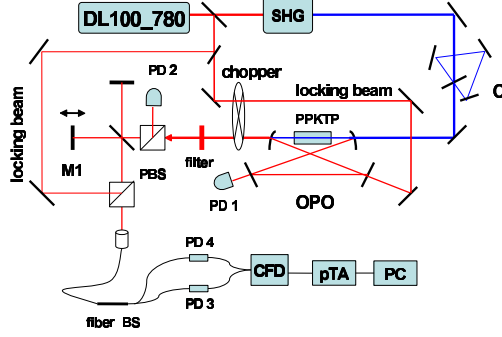 DL100_780
SHG
PD 2
chopper
locking beam
locking beam
PPKTP
M1
PBS
filter
PD 1
OPO
PD 4
CFD
pTA
PC
PD 3
fiber BS